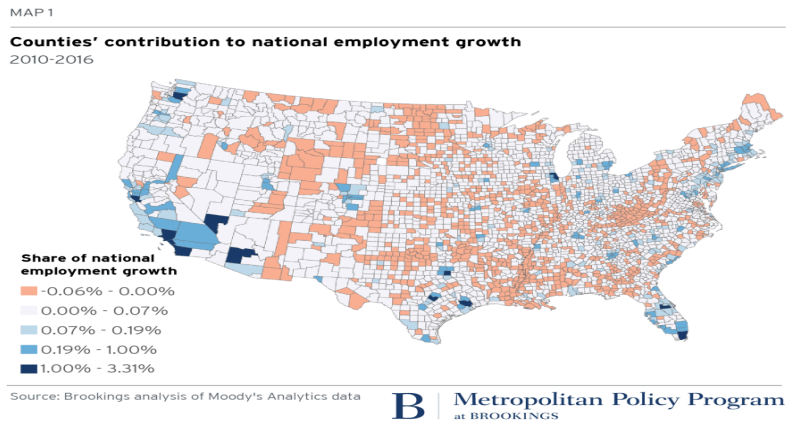 MAP 1
Counties' contribution to national employment growth
2010-2016
Share of national
employment growth
-0.06% - 0.00%
0.00% - 0.07%
0.07% - 0.19%
0.19% - 1.00%
1.00% - 3.31%
Source: Brookings analysis of Moody's Analytics data
B
Metropolitan Policy Program
at BROOKINGS